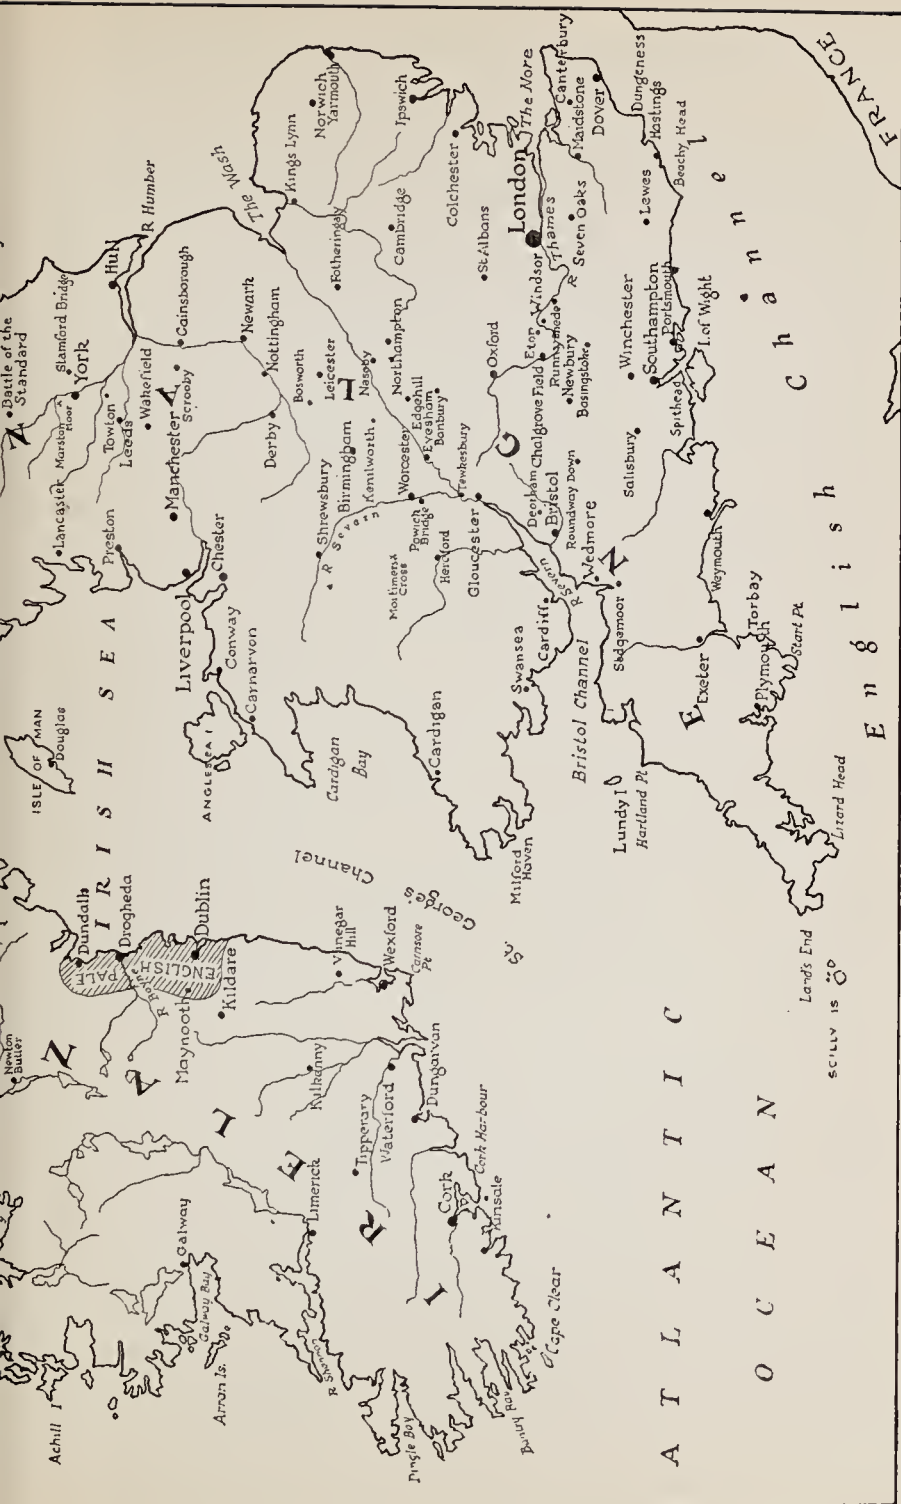 Battle of the
Standard
Stamford Bridge
York
Marston
Moor
Hull
R Humber
Lancaster
Towton
Leeds
Wakefield
Preston
Gainsborough
Scrooby
Manchester
Newark
Nottingham
Derby
Liverpool
Chester
Conway
Carnarvon
ANGLESEA I
ISLE OF MAN
Douglas
IRISH SEA
The Wash
Kings Lynn
Norwich
Yarmouth
Fotheringay
Bosworth
Leicester
Naseby
Northampton
Cambridge
Ipswich
Shrewsbury
Birmingham
Kenilworth
R Severn
Worcester
Edgehill
Evesham
Banbury
Powick
Bridge
Mortimers
Cross
Hereford
Tewkesbury
Gloucester
Colchester
St Albans
Oxford
London
The Nore
Thames
R
Windsor
Eton
Runnymede
Chalgrove Field
Newbury
Basingstoke
Seven Oaks
Maidstone
Canterbury
Dover
Dungeness
Hastings
Beachy Head
Lewes
Winchester
Southampton
Portsmouth
I. of Wight
Spithead
Salisbury
Deorham
Bristol
Roundway Down
R Severn
Wedmore
Cardiff
Swansea
Bristol Channel
Sedgemoor
Cardigan
Bay
Cardigan
Milford
Haven
Lundy I
Hartland Pt
Exeter
Weymouth
Torbay
Plymouth
Start Pt
Lizard Head
Lands End
SCILLY IS
ENGLAND
English Channel
FRANCE
St George's Channel
Newton
Butler
Dundalk
Drogheda
Dublin
ENGLISH
PALE
R Boyne
Maynooth
Kildare
Vinegar
Hill
Wexford
Carnsore
Pt
Kilkenny
Tipperary
Waterford
Dungarvan
Limerick
Galway
Galway Bay
Arran Is.
Achill I
R Shannon
Cork
Cork Harbour
Kinsale
Dingle Bay
Bantry Bay
Cape Clear
IRELAN
ATLANTIC
OCEAN